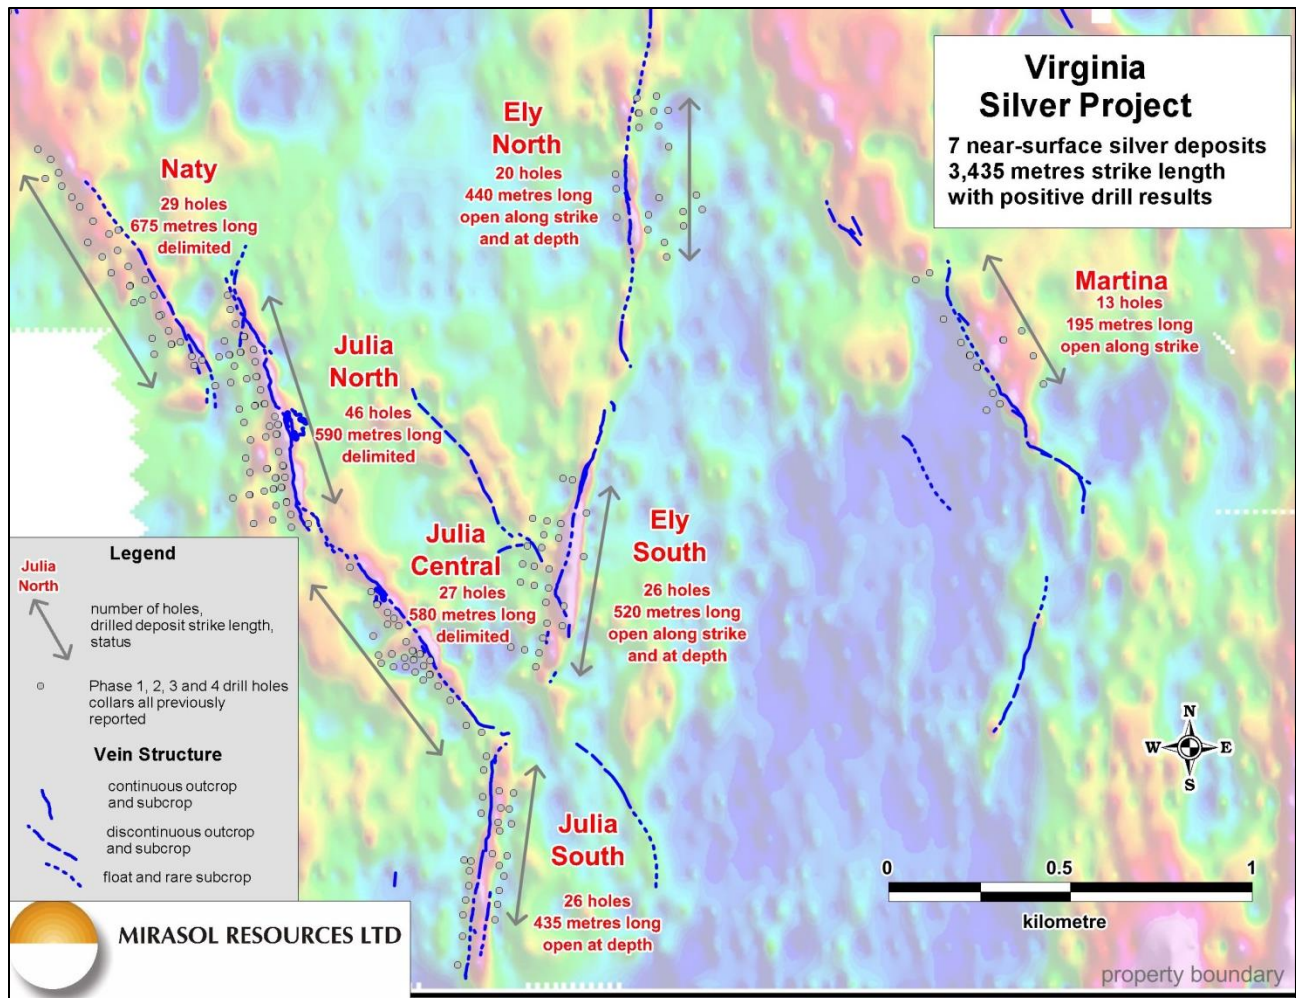 Virginia
Silver Project
7 near-surface silver deposits
3,435 metres strike length
with positive drill results
Naty
29 holes
675 metres long
delimited
Ely
North
20 holes
440 metres long
open along strike
and at depth
Martina
13 holes
195 metres long
open along strike
Julia
North
46 holes
590 metres long
delimited
Julia
Central
27 holes
580 metres long
delimited
Ely
South
26 holes
520 metres long
open along strike
and at depth
Julia
South
26 holes
435 metres long
open at depth
Legend
Julia
North
number of holes,
drilled deposit strike length,
status
Phase 1, 2, 3 and 4 drill holes
collars all previously
reported
Vein Structure
continuous outcrop
and subcrop
discontinuous outcrop
and subcrop
float and rare subcrop
N
W E
S
0 0.5 1
kilometre
MIRASOL RESOURCES LTD
property boundary